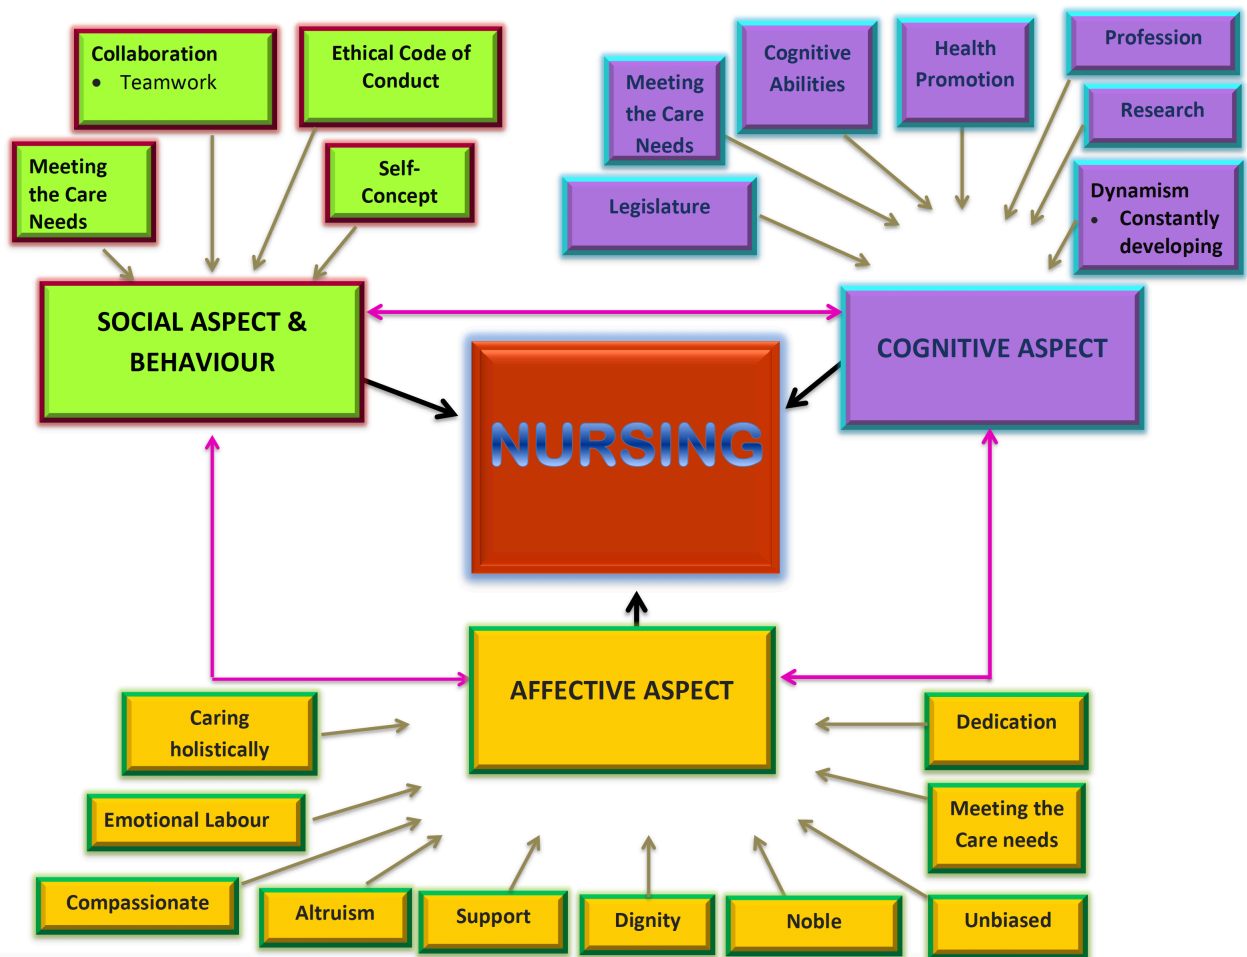 Collaboration
• Teamwork
Ethical Code of
Conduct
Meeting
the Care
Needs
Self-
Concept
SOCIAL ASPECT &
BEHAVIOUR
Meeting
the Care
Needs
Cognitive
Abilities
Health
Promotion
Profession
Research
Legislature
Dynamism
• Constantly
developing
COGNITIVE ASPECT
NURSING
AFFECTIVE ASPECT
Caring
holistically
Dedication
Emotional Labour
Meeting the
Care needs
Compassionate
Altruism
Support
Dignity
Noble
Unbiased